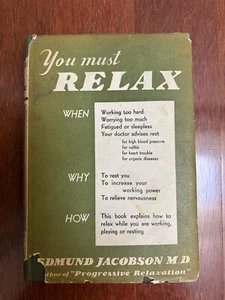 You must
RELAX
WHEN
Working too hard
Worrying too much
Fatigued or sleepless
Your doctor advises rest
for high blood pressure
for colitis
for heart trouble
for organic diseases
WHY
To rest you
To increase your
working power
To relieve nervousness
HOW
This book explains how to
relax while you are working,
playing or resting
EDMUND JACOBSON M.D
Author of "Progressive Relaxation"